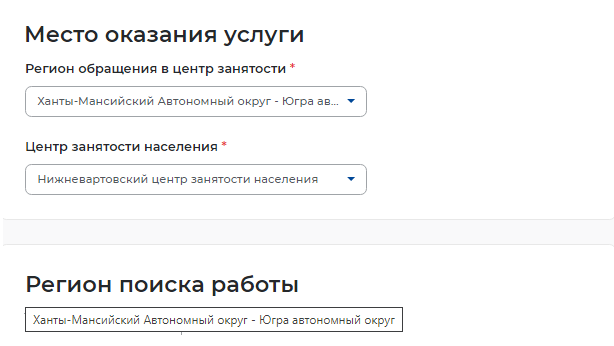 Место оказания услуги
Регион обращения в центр занятости *
Ханты-Мансийский Автономный округ - Югра ав...
Центр занятости населения *
Нижневартовский центр занятости населения
Регион поиска работы
Ханты-Мансийский Автономный округ - Югра автономный округ